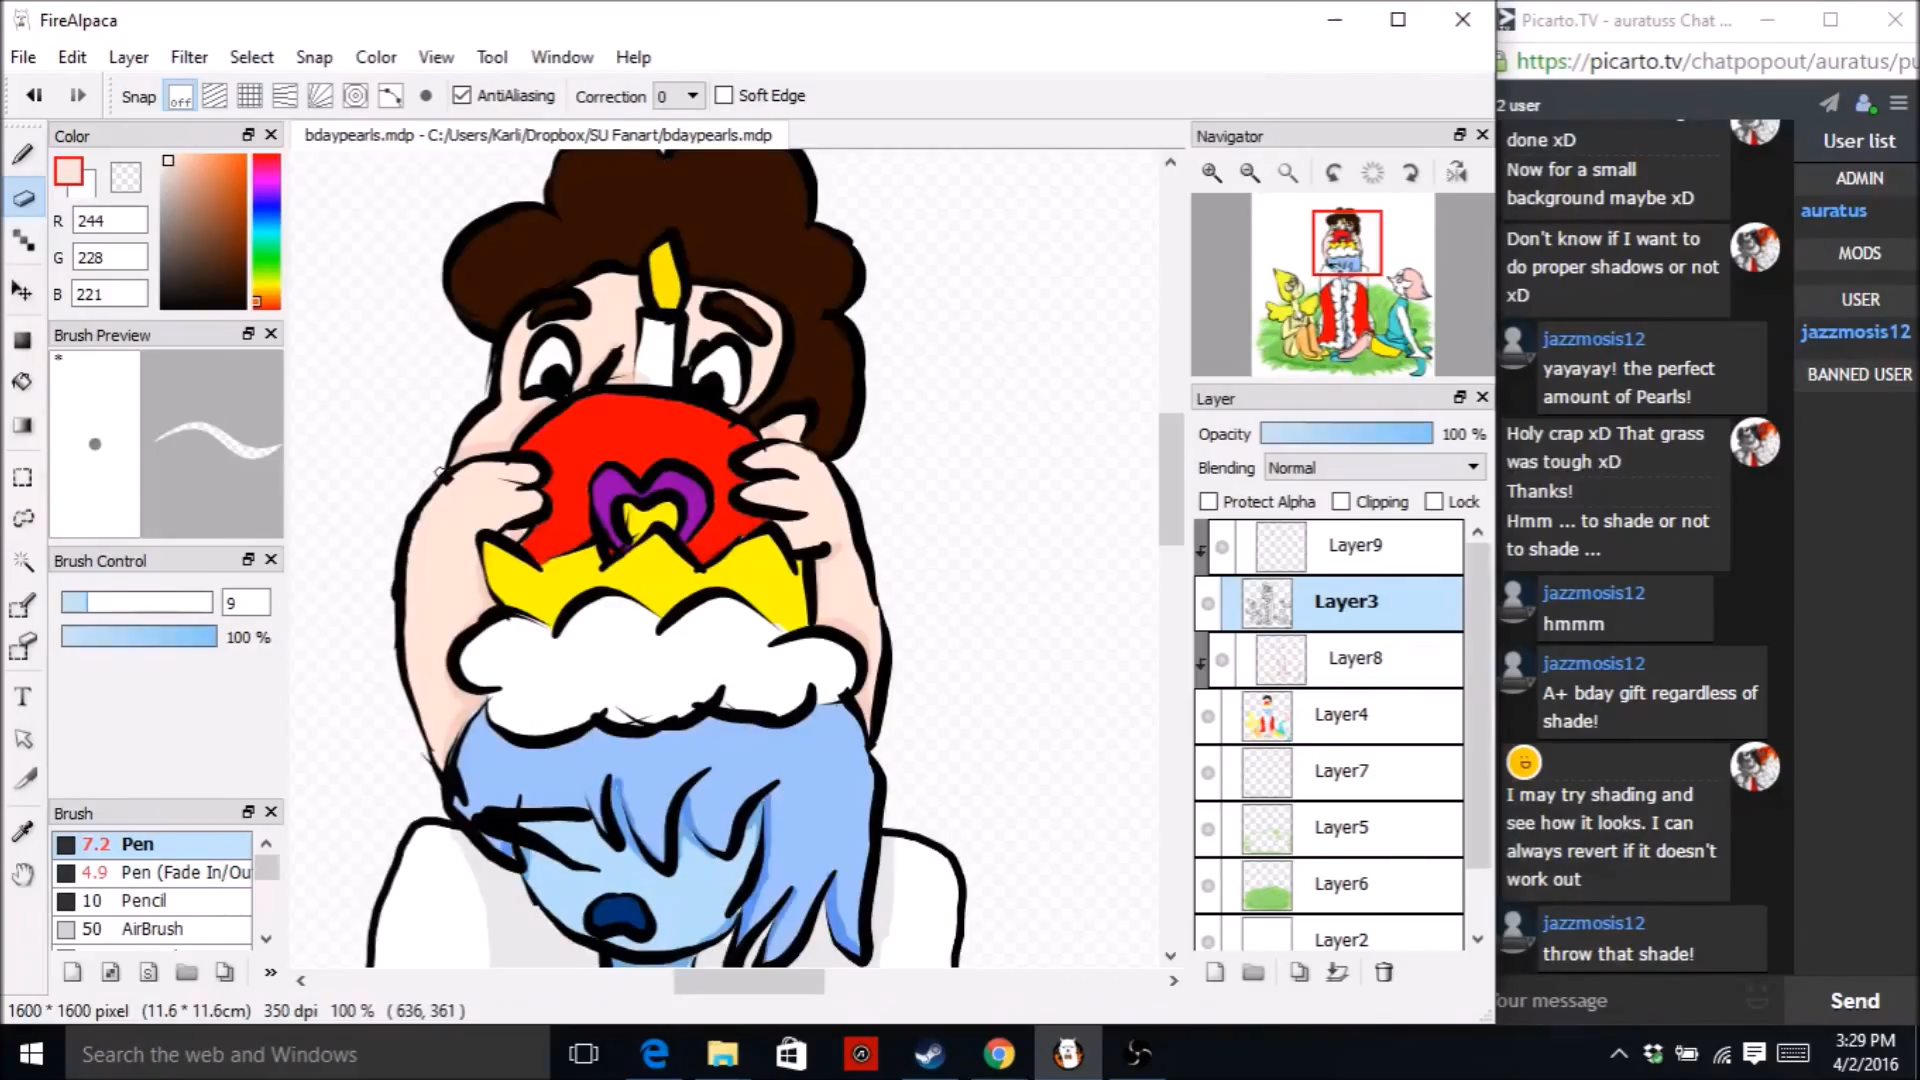 FireAlpaca
File Edit Layer Filter Select Snap Color View Tool Window Help
Snap off AntiAliasing Correction 0 Soft Edge
Color
R 244
G 228
B 221
Brush Preview
*
Brush Control
9
100 %
Brush
7.2 Pen
4.9 Pen (Fade In/Ou
10 Pencil
50 AirBrush
bdaypearls.mdp - C:/Users/Karli/Dropbox/SU Fanart/bdaypearls.mdp
Navigator
Layer
Opacity 100 %
Blending Normal
Protect Alpha Clipping Lock
Layer9
Layer3
Layer8
Layer4
Layer7
Layer5
Layer6
Layer2
1600 * 1600 pixel (11.6 * 11.6cm) 350 dpi 100 % ( 636, 361 )
Picarto.TV - auratuss Chat ...
https://picarto.tv/chatpopout/auratus/pu
2 user
done xD
Now for a small
background maybe xD
Don't know if I want to
do proper shadows or not
xD
jazzmosis12
yayayay! the perfect
amount of Pearls!
Holy crap xD That grass
was tough xD
Thanks!
Hmm ... to shade or not
to shade ...
jazzmosis12
hmmm
jazzmosis12
A+ bday gift regardless of
shade!
I may try shading and
see how it looks. I can
always revert if it doesn't
work out
jazzmosis12
throw that shade!
Your message
Send
User list
ADMIN
auratus
MODS
USER
jazzmosis12
BANNED USER
Search the web and Windows
3:29 PM
4/2/2016